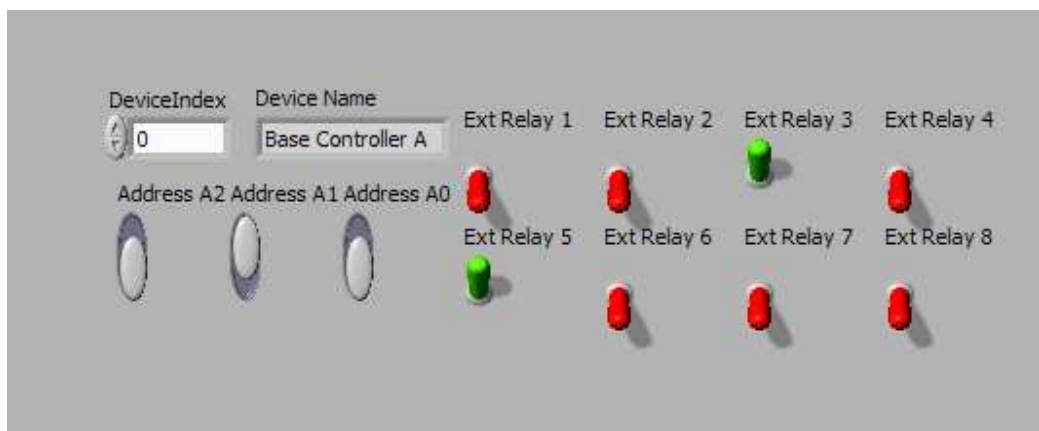 DeviceIndex Device Name
0 Base Controller A
Ext Relay 1 Ext Relay 2 Ext Relay 3 Ext Relay 4
Address A2 Address A1 Address A0
Ext Relay 5 Ext Relay 6 Ext Relay 7 Ext Relay 8